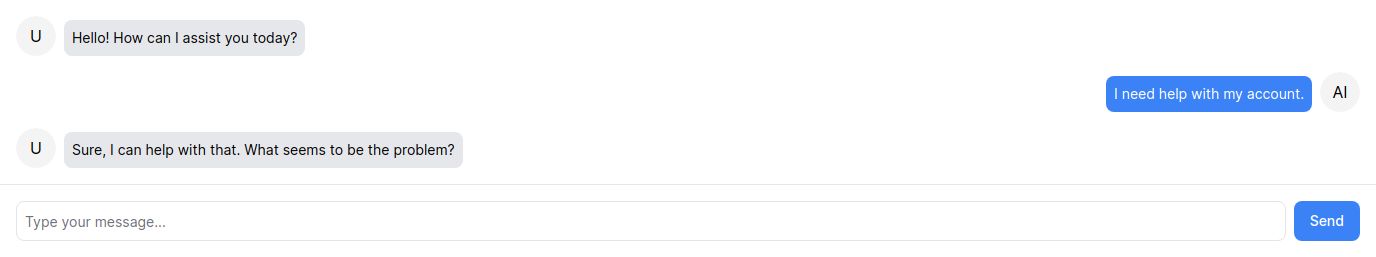 U
Hello! How can I assist you today?
I need help with my account.
AI
U
Sure, I can help with that. What seems to be the problem?
Type your message...
Send